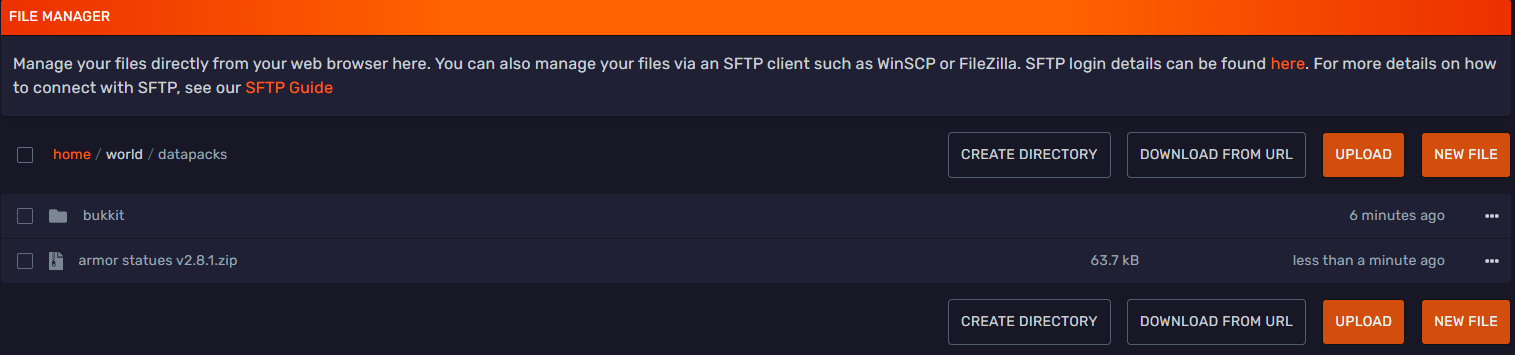 FILE MANAGER
Manage your files directly from your web browser here. You can also manage your files via an SFTP client such as WinSCP or FileZilla. SFTP login details can be found here. For more details on how
to connect with SFTP, see our SFTP Guide
home / world / datapacks
CREATE DIRECTORY
DOWNLOAD FROM URL
UPLOAD
NEW FILE
bukkit
6 minutes ago
armor statues v2.8.1.zip
63.7 kB
less than a minute ago
CREATE DIRECTORY
DOWNLOAD FROM URL
UPLOAD
NEW FILE